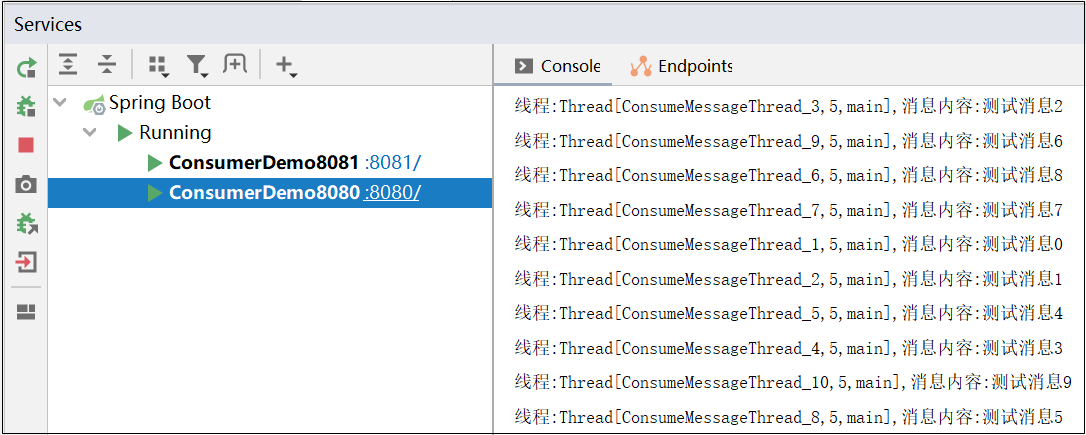 Services
Spring Boot
Running
ConsumerDemo8081 :8081/
ConsumerDemo8080 :8080/
Console
Endpoints
线程:Thread[ConsumeMessageThread_3,5,main],消息内容:测试消息2
线程:Thread[ConsumeMessageThread_9,5,main],消息内容:测试消息6
线程:Thread[ConsumeMessageThread_6,5,main],消息内容:测试消息8
线程:Thread[ConsumeMessageThread_7,5,main],消息内容:测试消息7
线程:Thread[ConsumeMessageThread_1,5,main],消息内容:测试消息0
线程:Thread[ConsumeMessageThread_2,5,main],消息内容:测试消息1
线程:Thread[ConsumeMessageThread_5,5,main],消息内容:测试消息4
线程:Thread[ConsumeMessageThread_4,5,main],消息内容:测试消息3
线程:Thread[ConsumeMessageThread_10,5,main],消息内容:测试消息9
线程:Thread[ConsumeMessageThread_8,5,main],消息内容:测试消息5